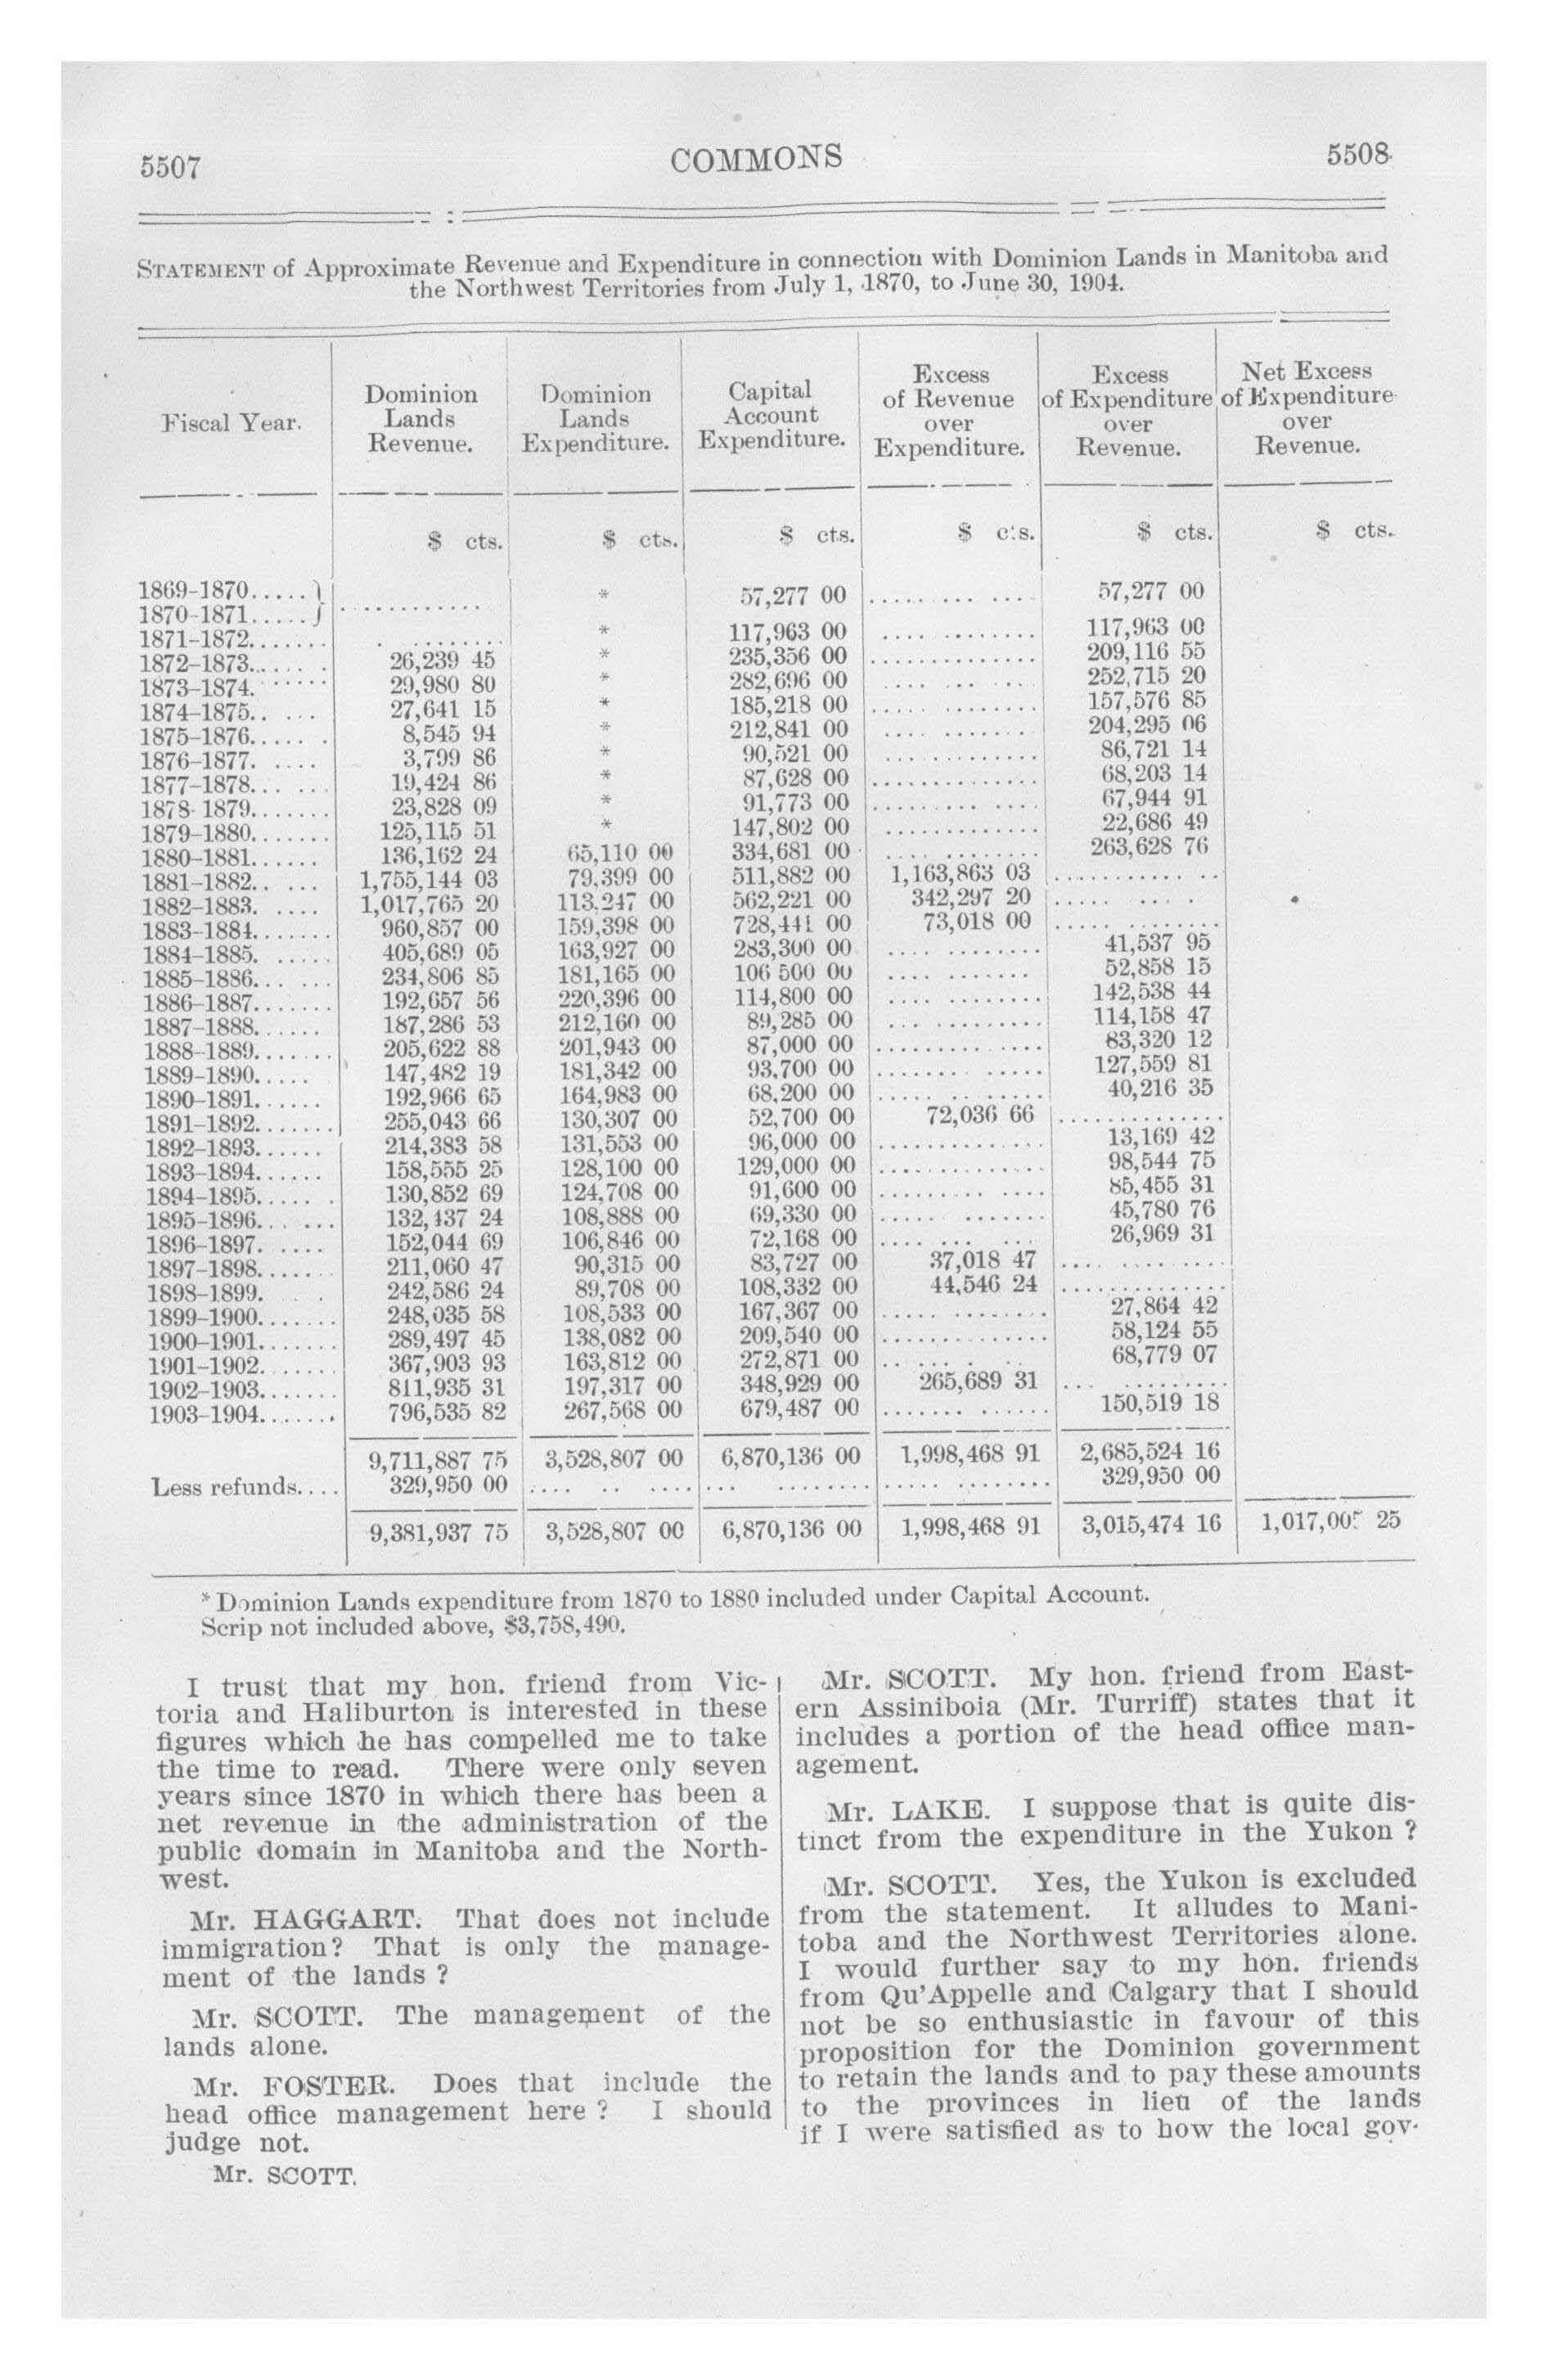 5507 COMMONS 5508
STATEMENT of Approximate Revenue and Expenditure in connection with Dominion Lands in Manitoba and
the Northwest Territories from July 1, 1870, to June 30, 1904.
Fiscal Year. Dominion Lands Revenue. Dominion Lands Expenditure. Capital Account Expenditure. Excess of Revenue over Expenditure. Excess of Expenditure over Revenue. Net Excess of Expenditure over Revenue.
$ cts. $ cts. $ cts. $ cts. $ cts. $ cts.
1869-1870.....}
1870-1871.....} ............ * 57,277 00 ............ 57,277 00
1871-1872....... ......... * 117,963 00 ............ 117,963 00
1872-1873...... 26,239 45 * 235,356 00 .............. 209,116 55
1873-1874...... 29,980 80 * 282,696 00 ............ 252,715 20
1874-1875..... 27,641 15 * 185,218 00 ............. 157,576 85
1875-1876...... 8,545 94 * 212,841 00 ............ 204,295 06
1876-1877..... 3,799 86 * 90,521 00 ............. 86,721 14
1877-1878...... 19,424 86 * 87,628 00 .............. 68,203 14
1878-1879....... 23,828 09 * 91,773 00 ............ 67,944 91
1879-1880....... 125,115 51 * 147,802 00 ............. 22,686 49
1880-1881...... 136,162 24 65,110 00 334,681 00 ............ 263,628 76
1881-1882..... 1,755,144 03 79,399 00 511,882 00 1,163,863 03 .............
1882-1883..... 1,017,765 20 113,247 00 562,221 00 342,297 20 .........
1883-1884....... 960,857 00 159,398 00 728,441 00 73,018 00 .............
1884-1885...... 405,689 05 163,927 00 283,300 00 ............ 41,537 95
1885-1886...... 234,806 85 181,165 00 106 500 00 ........... 52,858 15
1886-1887....... 192,657 56 220,396 00 114,800 00 ............ 142,538 44
1887-1888...... 187,286 53 212,160 00 89,285 00 ............ 114,158 47
1888-1889....... 205,622 88 201,943 00 87,000 00 .............. 83,320 12
1889-1890..... 147,482 19 181,342 00 93,700 00 ............. 127,559 81
1890-1891...... 192,966 65 164,983 00 68,200 00 ............. 40,216 35
1891-1892....... 255,043 66 130,307 00 52,700 00 72,036 66 ..............
1892-1893...... 214,383 58 131,553 00 96,000 00 .............. 13,169 42
1893-1894...... 158,555 25 128,100 00 129,000 00 .............. 98,544 75
1894-1895...... 130,852 69 124,708 00 91,600 00 ............. 85,455 31
1895-1896...... 132,437 24 108,888 00 69,330 00 ............ 45,780 76
1896-1897..... 152,044 69 106,846 00 72,168 00 .......... 26,969 31
1897-1898....... 211,060 47 90,315 00 83,727 00 37,018 47 .............
1898-1899... 242,586 24 89,708 00 108,332 00 44,546 24 ..............
1899-1900....... 248,035 58 108,533 00 167,367 00 ............. 27,864 42
1900-1901....... 289,497 45 138,082 00 209,540 00 ............. 58,124 55
1901-1902....... 367,903 93 163,812 00 272,871 00 ......... 68,779 07
1902-1903....... 811,935 31 197,317 00 348,929 00 265,689 31 ............
1903-1904....... 796,535 82 267,568 00 679,487 00 ............. 150,519 18
9,711,887 75 3,528,807 00 6,870,136 00 1,998,468 91 2,685,524 16
Less refunds.... 329,950 00 .......... ........... ............. 329,950 00
9,381,937 75 3,528,807 00 6,870,136 00 1,998,468 91 3,015,474 16
* Dominion Lands expenditure from 1870 to 1880 included under Capital Account.
Scrip not included above, $3,758,490.
I trust that my hon. friend from Vic-
toria and Haliburton is interested in these
figures which he has compelled me to take
the time to read. There were only seven
years since 1870 in which there has been a
net revenue in the administration of the
public domain in Manitoba and the North-
west.
Mr. HAGGART. That does not include
immigration? That is only the manage-
ment of the lands ?
Mr. SCOTT. The management of the
lands alone.
Mr. FOSTER. Does that include the
head office management here ? I should
judge not.
Mr. SCOTT.
Mr. SCOTT. My hon. friend from East-
ern Assiniboia (Mr. Turriff) states that it
includes a portion of the head office man-
agement.
Mr. LAKE. I suppose that is quite dis-
tinct from the expenditure in the Yukon ?
Mr. SCOTT. Yes, the Yukon is excluded
from the statement. It alludes to Mani-
toba and the Northwest Territories alone.
I would further say to my hon. friends
from Qu'Appelle and Calgary that I should
not be so enthusiastic in favour of this
proposition for the Dominion government
to retain the lands and to pay these amounts
to the provinces in lieu of the lands
if I were satisfied as to how the local gov-